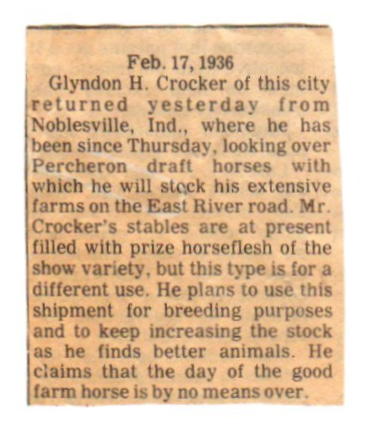 Feb. 17, 1936
Glyndon H. Crocker of this city
returned yesterday from
Noblesville, Ind., where he has
been since Thursday, looking over
Percheron draft horses with
which he will stock his extensive
farms on the East River road. Mr.
Crocker's stables are at present
filled with prize horseflesh of the
show variety, but this type is for a
different use. He plans to use this
shipment for breeding purposes
and to keep increasing the stock
as he finds better animals. He
claims that the day of the good
farm horse is by no means over.